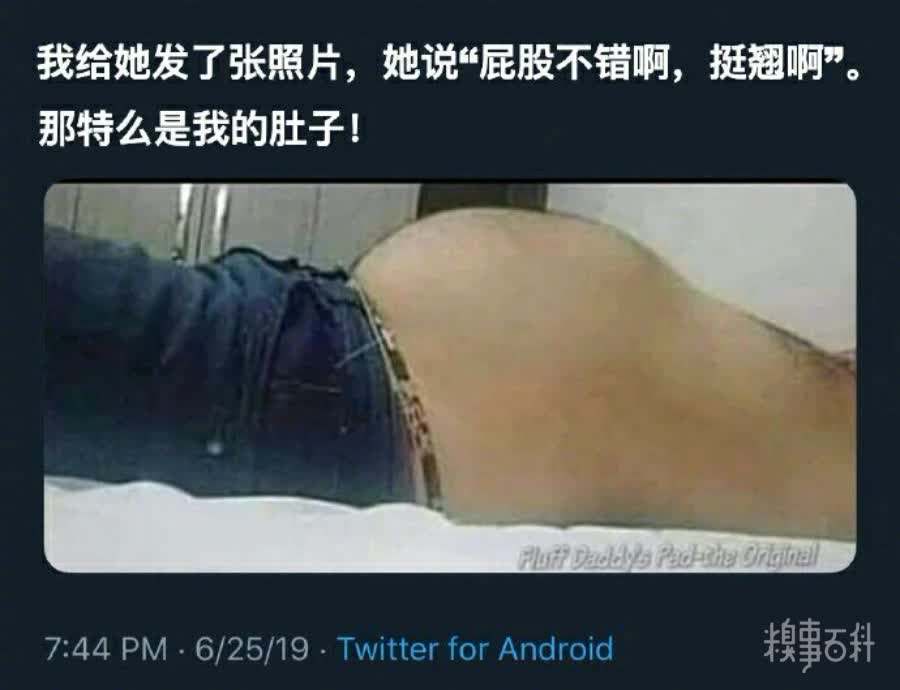 我给她发了张照片，她说“屁股不错啊，挺翘啊”。
那特么是我的肚子！
Fluff Daddy's Pad-the Original
7:44 PM · 6/25/19 · Twitter for Android
糗事百科